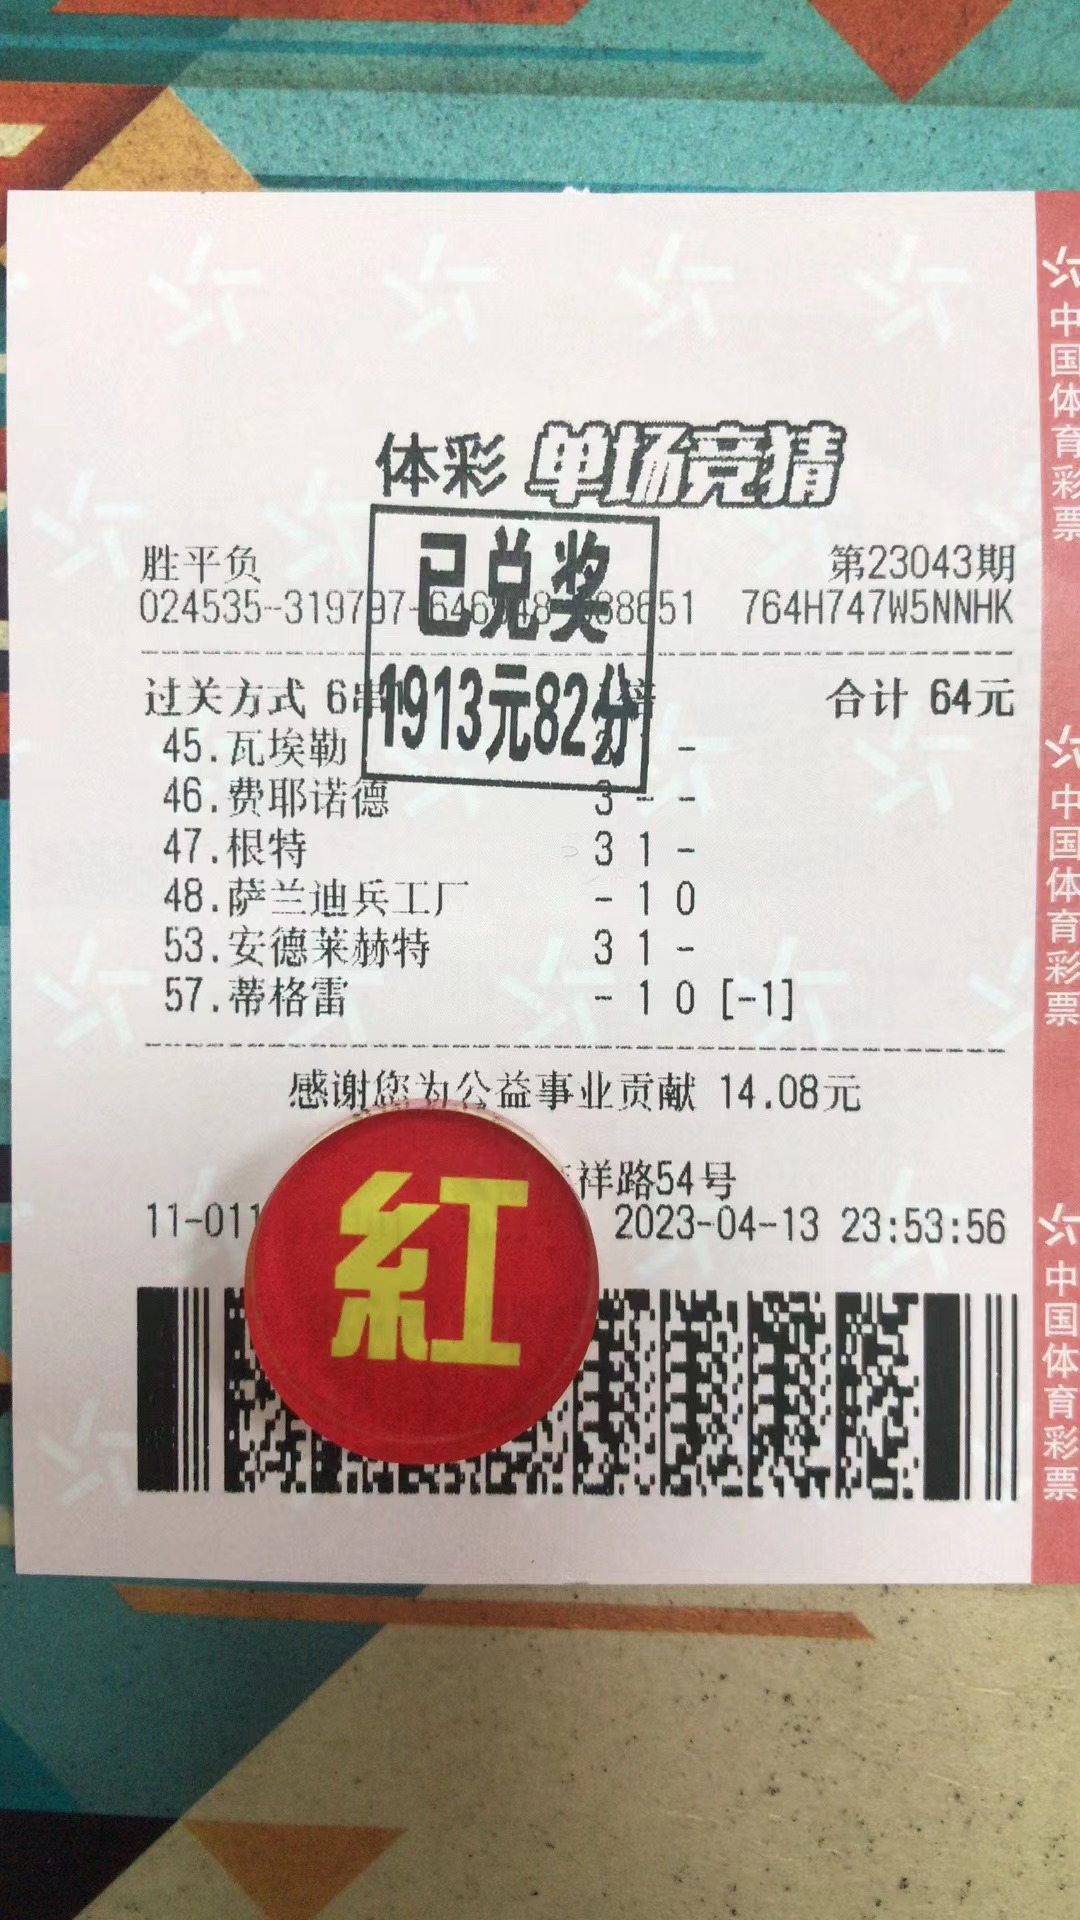 体彩 单场竞猜
已兑奖
1913元82分
胜平负 第23043期
024535-319797- 764H747W5NNHK
过关方式 6串 合计 64元
45.瓦埃勒 -
46.费耶诺德 3 - -
47.根特 3 1 -
48.萨兰迪兵工厂 - 1 0
53.安德莱赫特 3 1 -
57.蒂格雷 - 1 0 [-1]
感谢您为公益事业贡献 14.08元
祥路54号
11-011 2023-04-13 23:53:56
紅
中国体育彩票
中国体育彩票
中国体育彩票